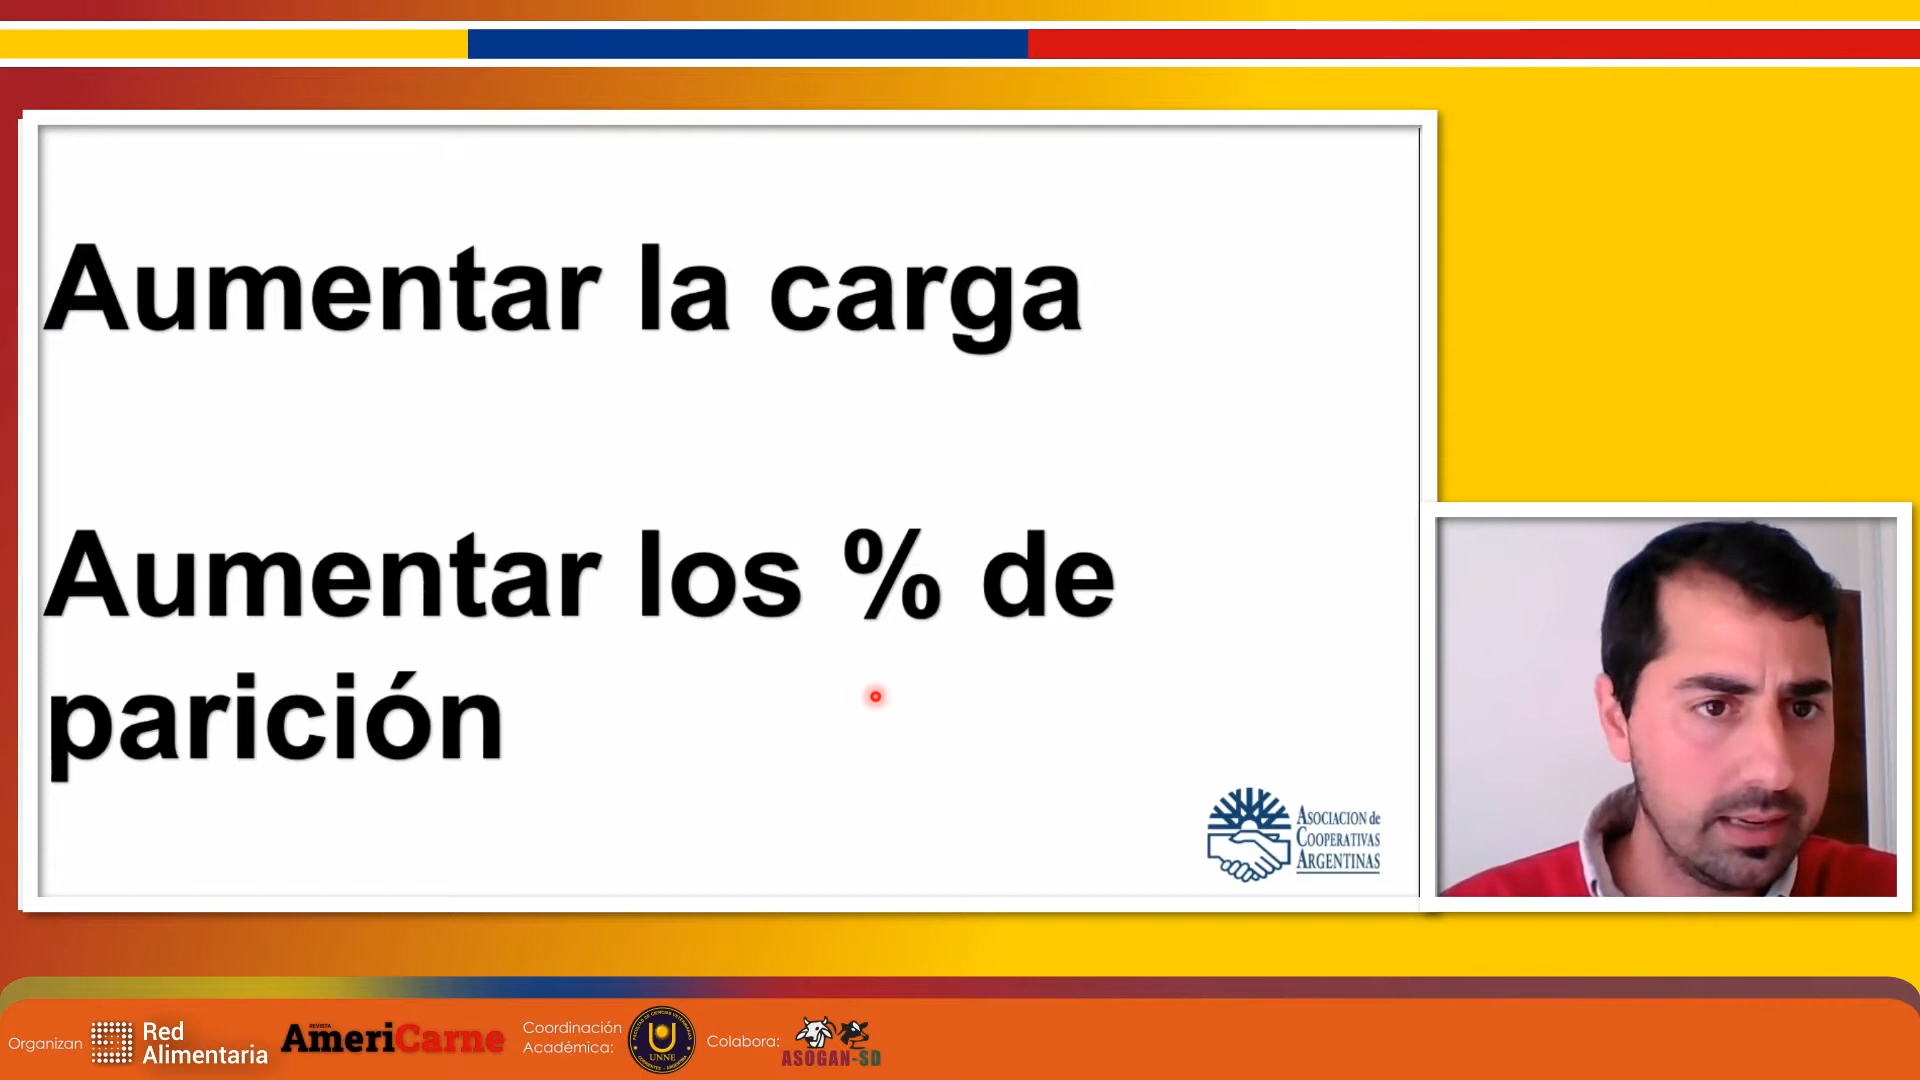 Aumentar la carga
Aumentar los % de
parición
ASOCIACION de
COOPERATIVAS
ARGENTINAS
Organizan
Red
Alimentaria
REVISTA
AmeriCarne
Coordinación
Académica:
UNNE
Colabora:
ASOGAN-SD